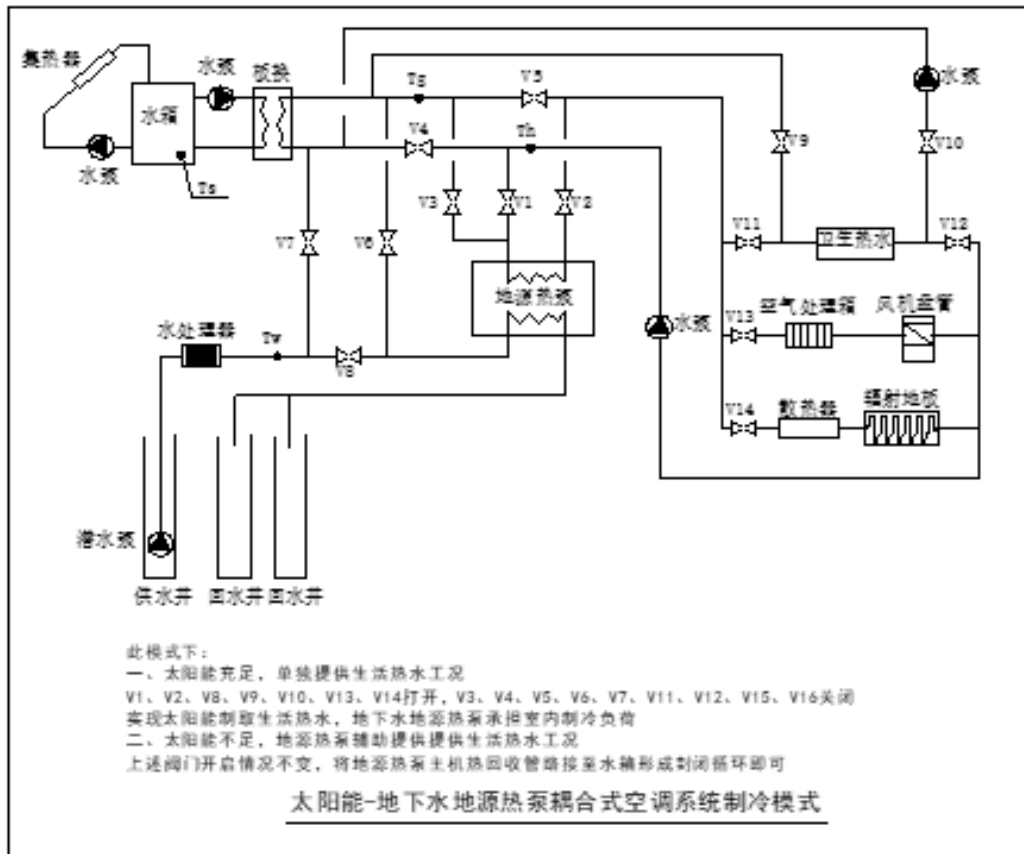 集热器
水泵
板换
水箱
水泵
Ts
Tg
V5
V4
Th
水泵
V9
V10
V3
V1
V2
V7
V6
V11
卫生热水
V12
地源热泵
水泵
V13
空气处理箱
风机盘管
水处理器
Tw
V8
V14
散热器
辐射地板
潜水泵
供水井
回水井
回水井
此模式下:
一、太阳能充足，单独提供生活热水工况
V1、V2、V8、V9、V10、V13、V14打开，V3、V4、V5、V6、V7、V11、V12、V15、V16关闭
实现太阳能制取生活热水，地下水地源热泵承担室内制冷负荷
二、太阳能不足，地源热泵辅助提供提供生活热水工况
上述阀门开启情况不变，将地源热泵主机热回收管路接至水箱形成封闭循环即可
太阳能-地下水地源热泵耦合式空调系统制冷模式